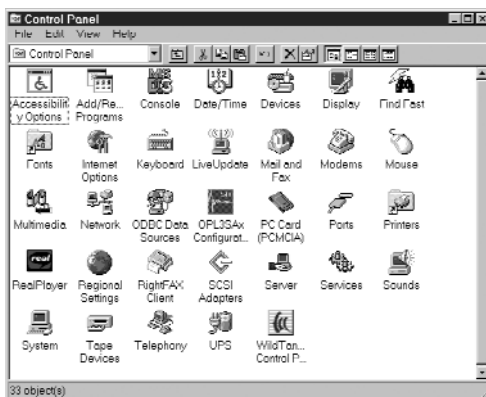 Control Panel
File Edit View Help
Control Panel
Accessibilit Add/Re... Console Date/Time Devices Display Find Fast
y Options Programs
Fonts Internet Keyboard LiveUpdate Mail and Modems Mouse
Options Fax
Multimedia Network ODBC Data OPL3SAx PC Card Ports Printers
Sources Configurat... (PCMCIA)
real
RealPlayer Regional RightFAX SCSI Server Services Sounds
Settings Client Adapters
System Tape Telephony UPS WildTan...
Devices Control P...
33 object(s)